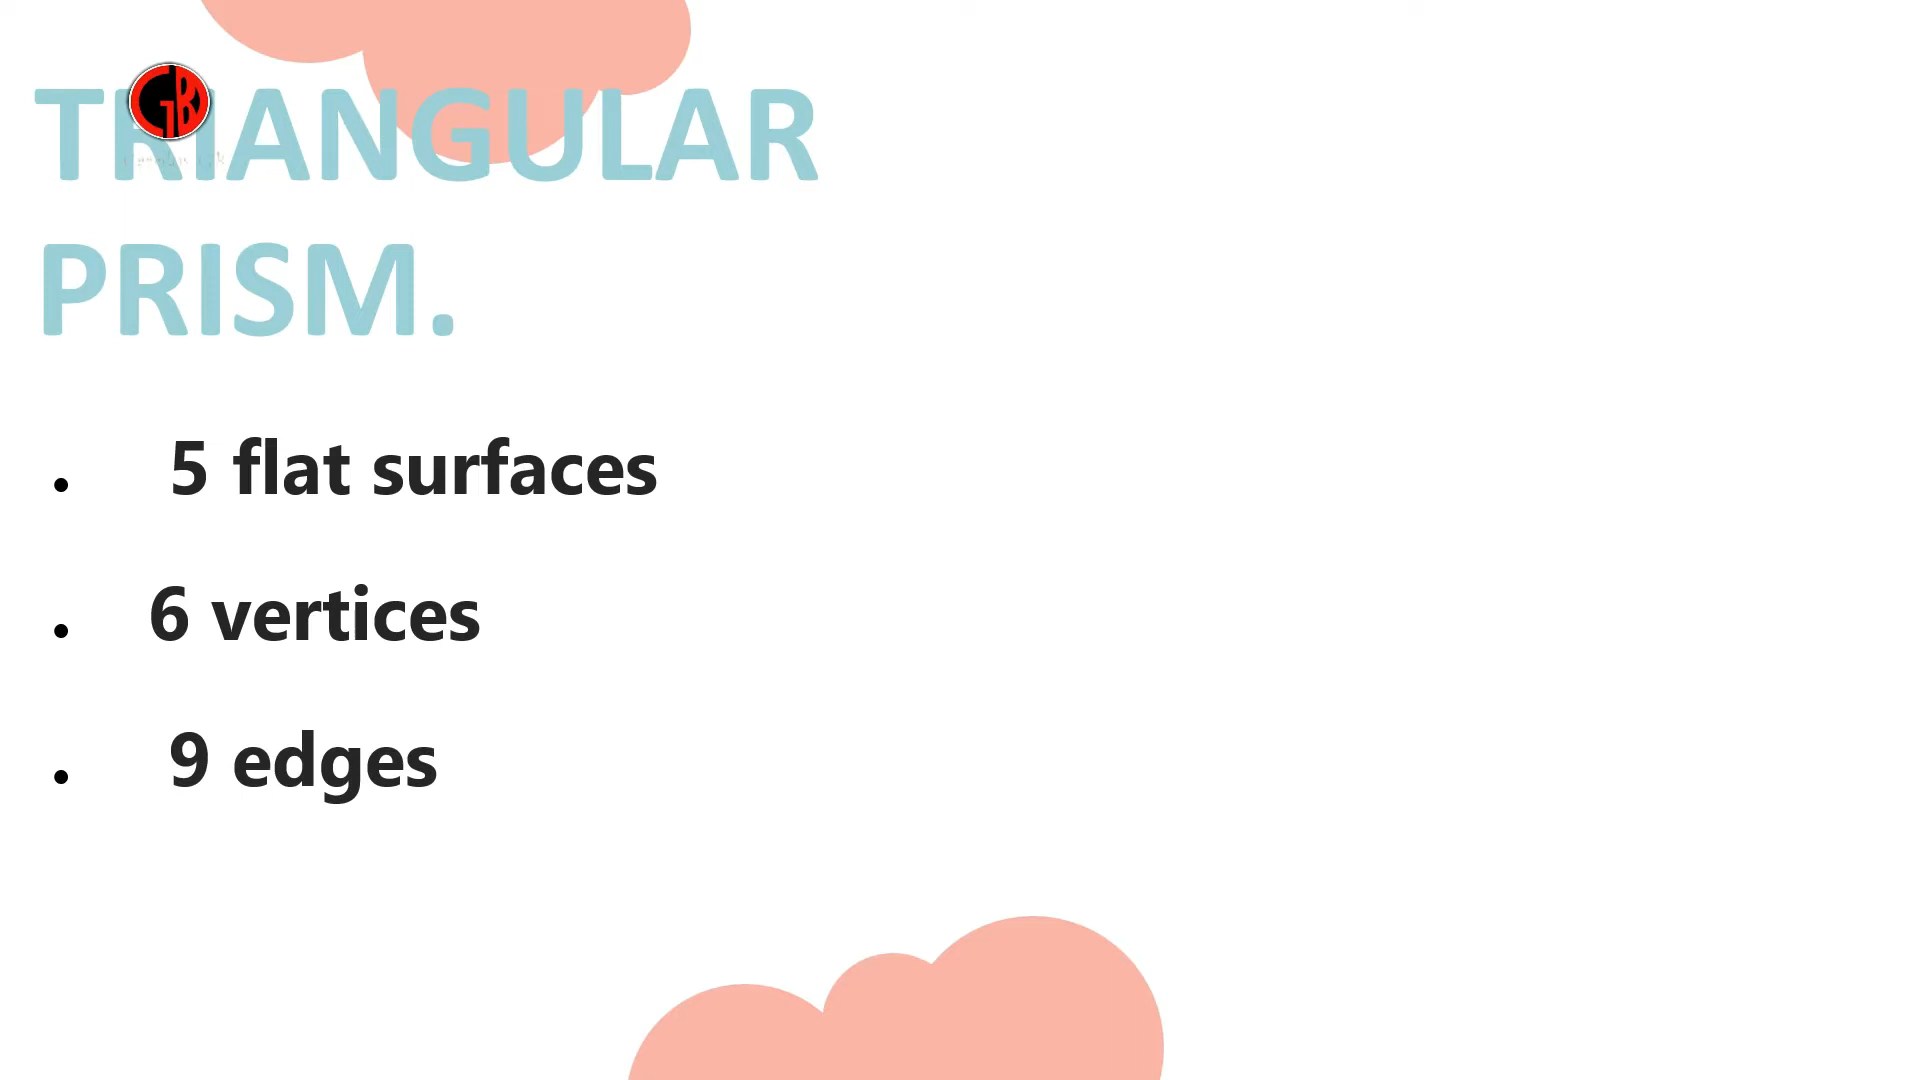 TRIANGULAR
PRISM.
• 5 flat surfaces
• 6 vertices
• 9 edges